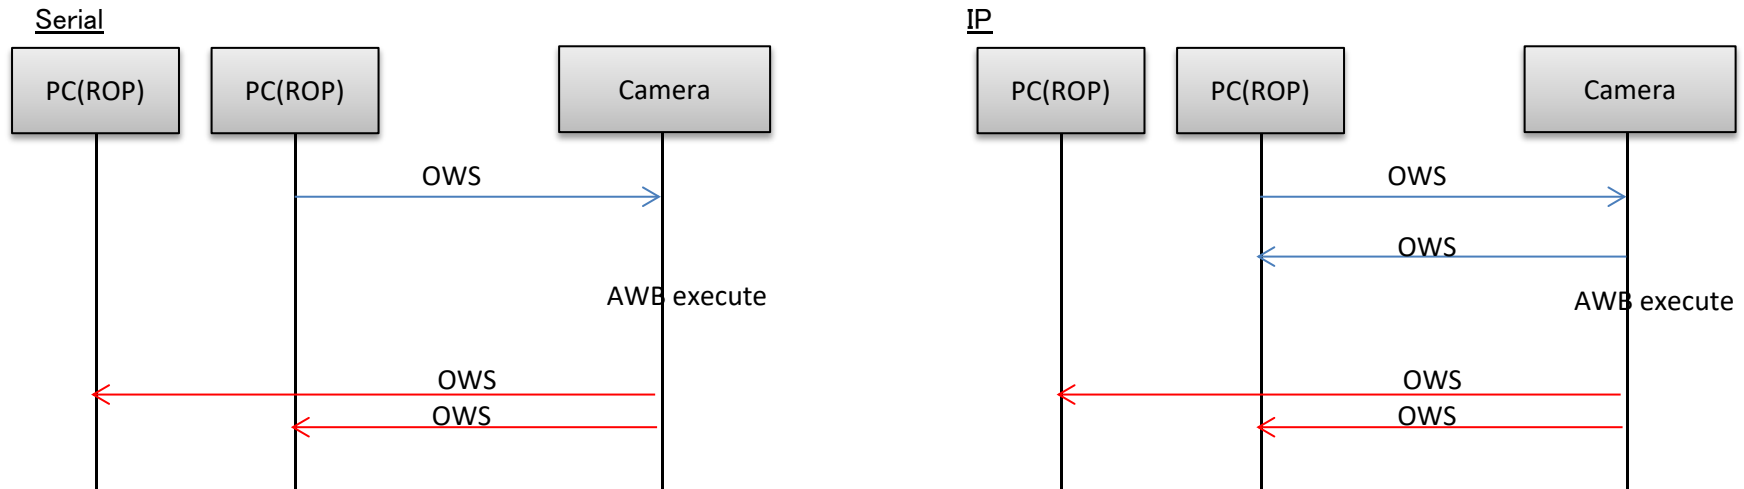 Serial
PC(ROP)
PC(ROP)
Camera
OWS
AWB execute
OWS
OWS
IP
PC(ROP)
PC(ROP)
Camera
OWS
OWS
AWB execute
OWS
OWS